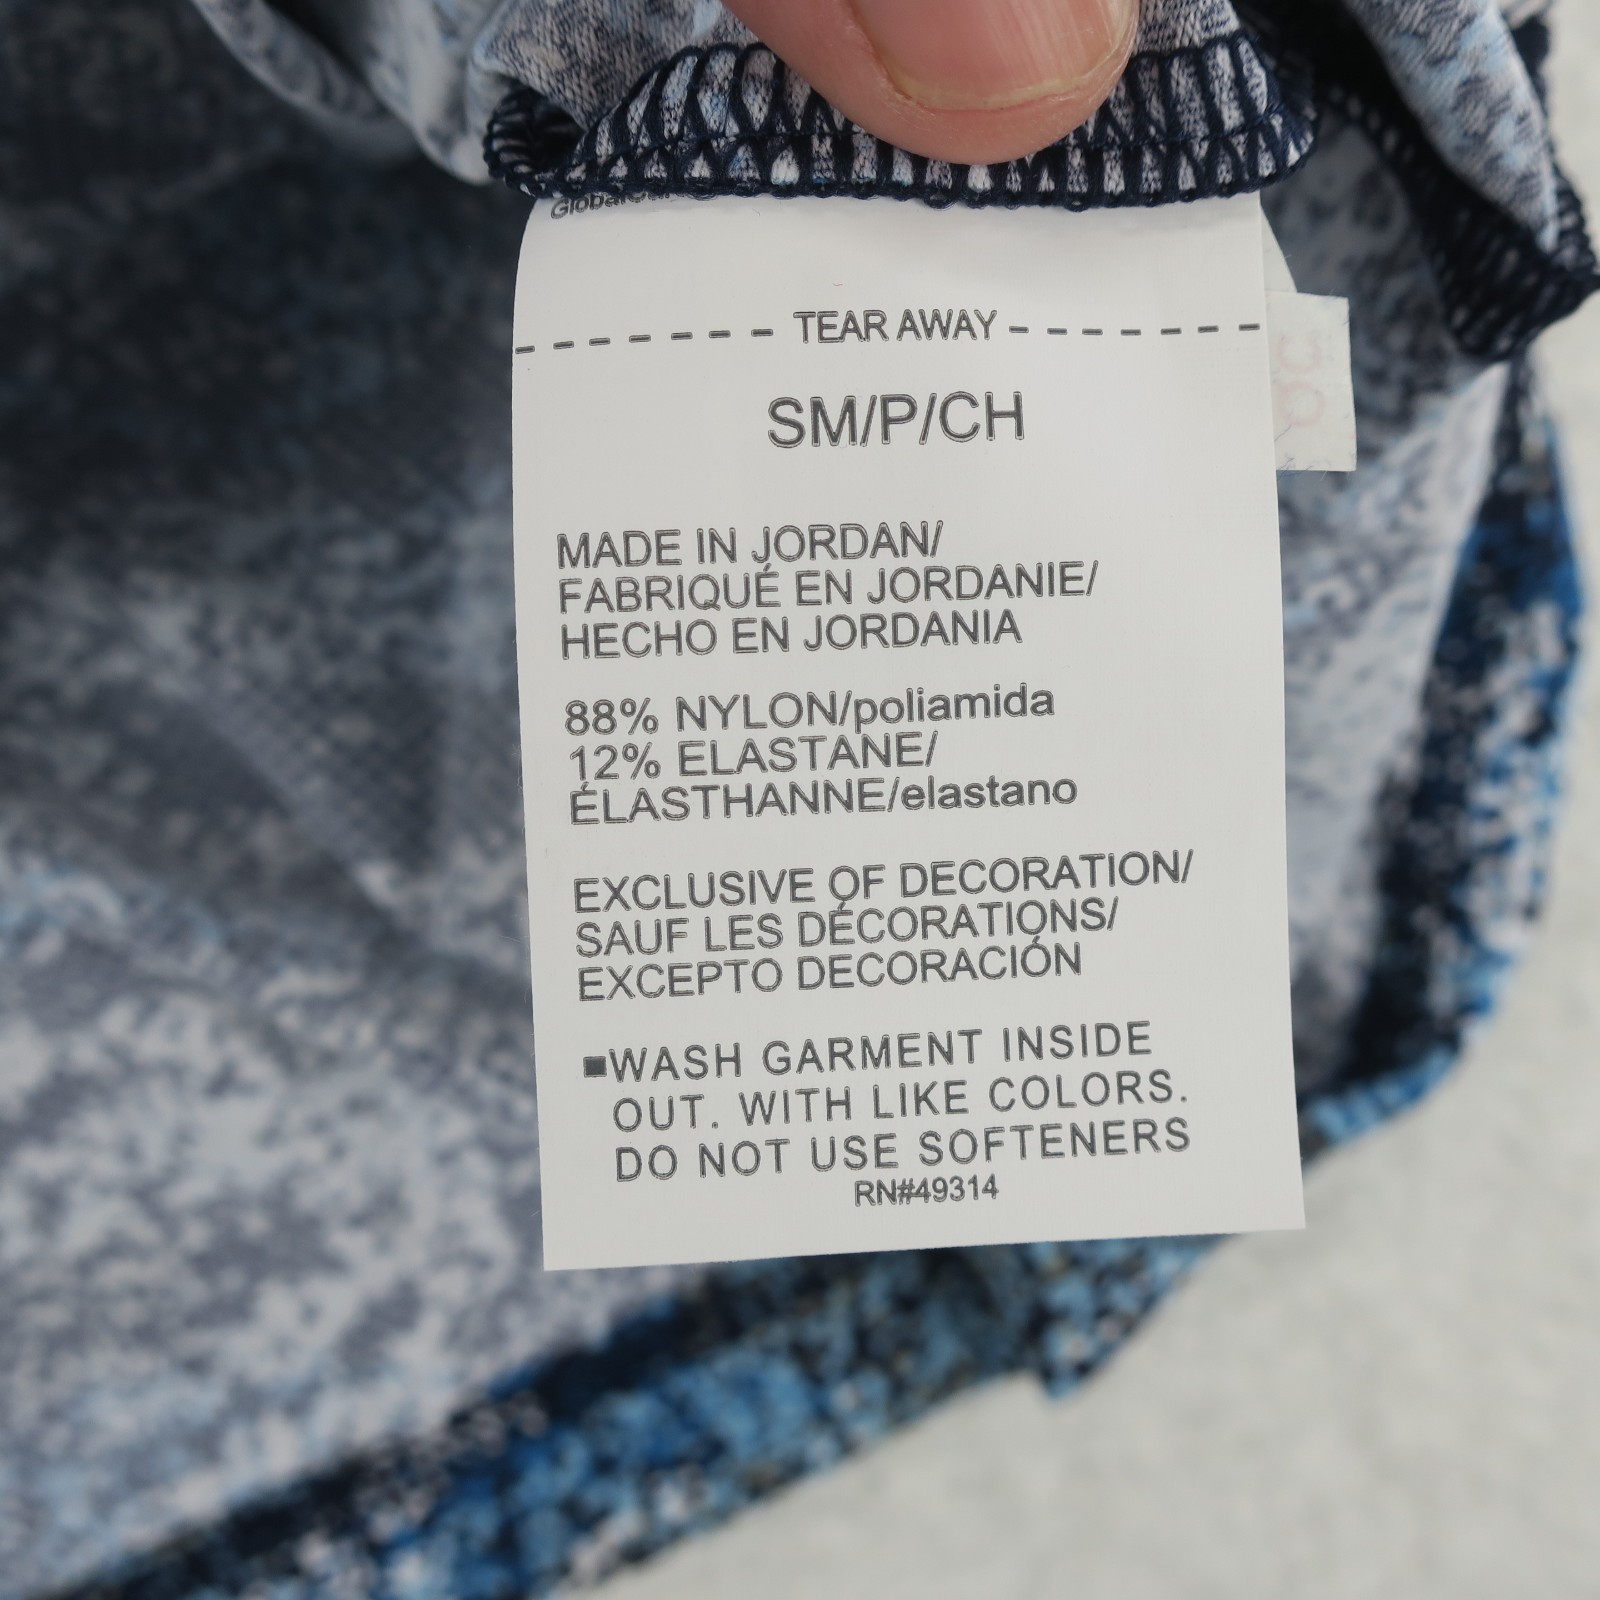 TEAR AWAY
SM/P/CH
MADE IN JORDAN/
FABRIQUÉ EN JORDANIE/
HECHO EN JORDANIA
88% NYLON/poliamida
12% ELASTANE/
ÉLASTHANNE/elastano
EXCLUSIVE OF DECORATION/
SAUF LES DÉCORATIONS/
EXCEPTO DECORACIÓN
■WASH GARMENT INSIDE
OUT. WITH LIKE COLORS.
DO NOT USE SOFTENERS
RN#49314